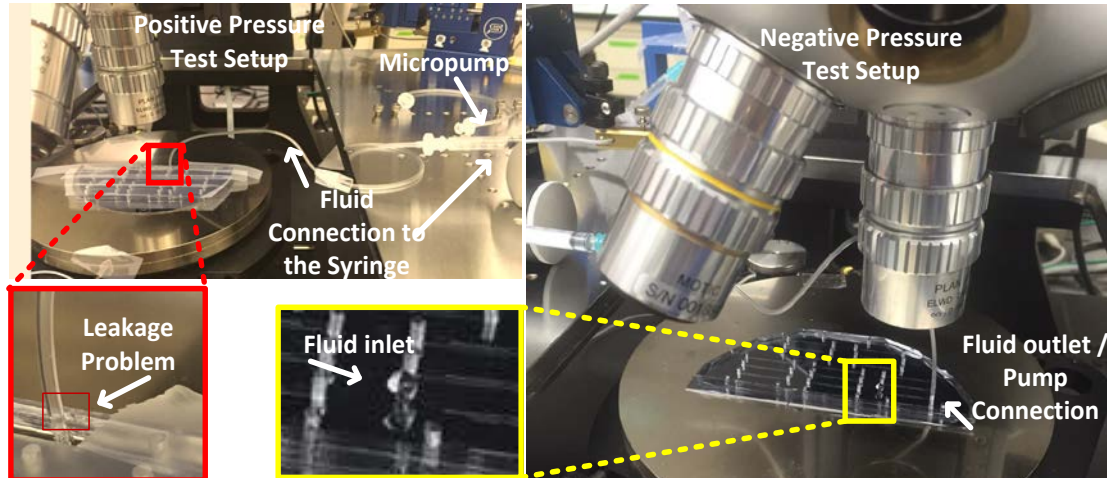 Positive Pressure
Test Setup
Micropump
Fluid
Connection to
the Syringe
Leakage
Problem
Fluid inlet
Negative Pressure
Test Setup
MOTIC
PLAN
ELWD
Fluid outlet /
Pump
Connection